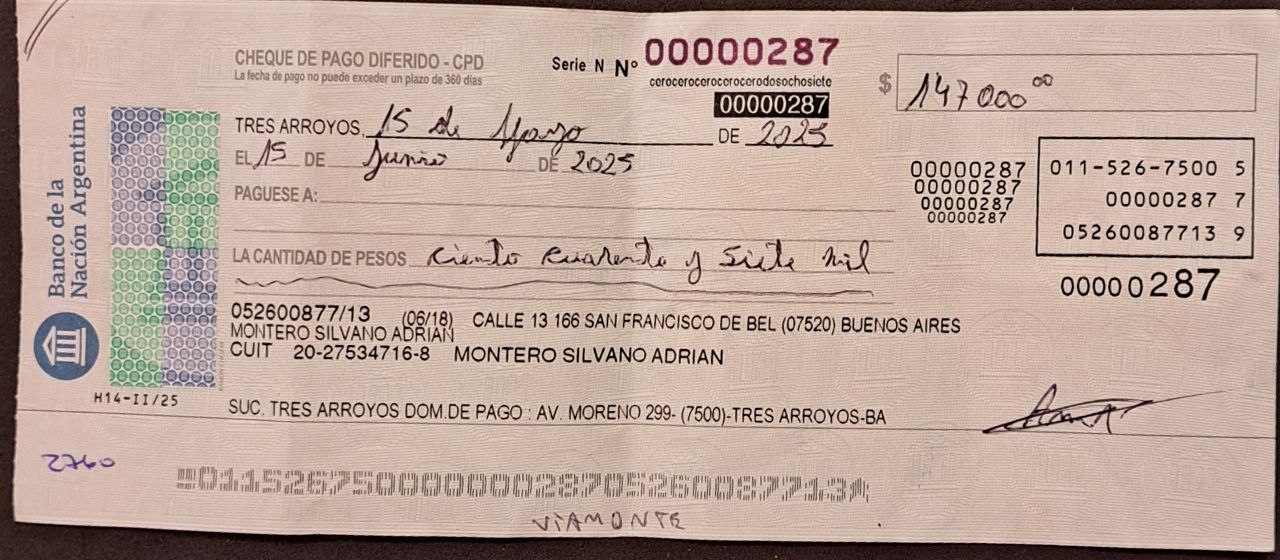 CHEQUE DE PAGO DIFERIDO - CPD
La fecha de pago no puede exceder un plazo de 360 días
Serie N Nº 00000287
cerocerocerocerocerodosochosiete
00000287
$ 147000 00
TRES ARROYOS, 15 de Mayo DE 2025
EL 15 DE Junio DE 2025
PAGUESE A:
LA CANTIDAD DE PESOS Ciento cuarenta y siete mil
00000287
00000287
00000287
00000287
011-526-7500 5
00000287 7
05260087713 9
00000287
Banco de la
Nación Argentina
052600877/13 (06/18) CALLE 13 166 SAN FRANCISCO DE BEL (07520) BUENOS AIRES
MONTERO SILVANO ADRIAN
CUIT 20-27534716-8 MONTERO SILVANO ADRIAN
H14-II/25
SUC. TRES ARROYOS DOM.DE PAGO : AV. MORENO 299- (7500)-TRES ARROYOS-BA
2760
01152675000000028705260087713
VIAMONTE